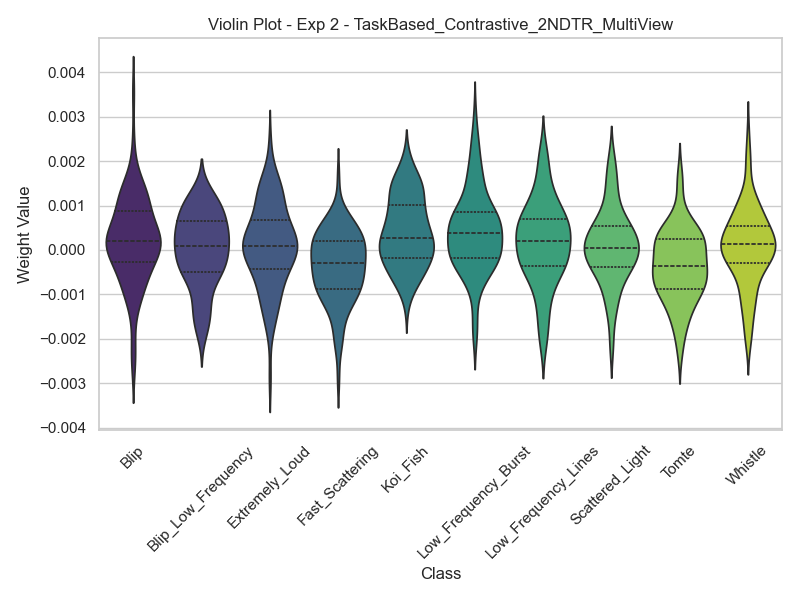 Violin Plot - Exp 2 - TaskBased_Contrastive_2NDTR_MultiView
Weight Value
0.004
0.003
0.002
0.001
0.000
−0.001
−0.002
−0.003
−0.004
Blip
Blip_Low_Frequency
Extremely_Loud
Fast_Scattering
Koi_Fish
Low_Frequency_Burst
Low_Frequency_Lines
Scattered_Light
Tomte
Whistle
Class